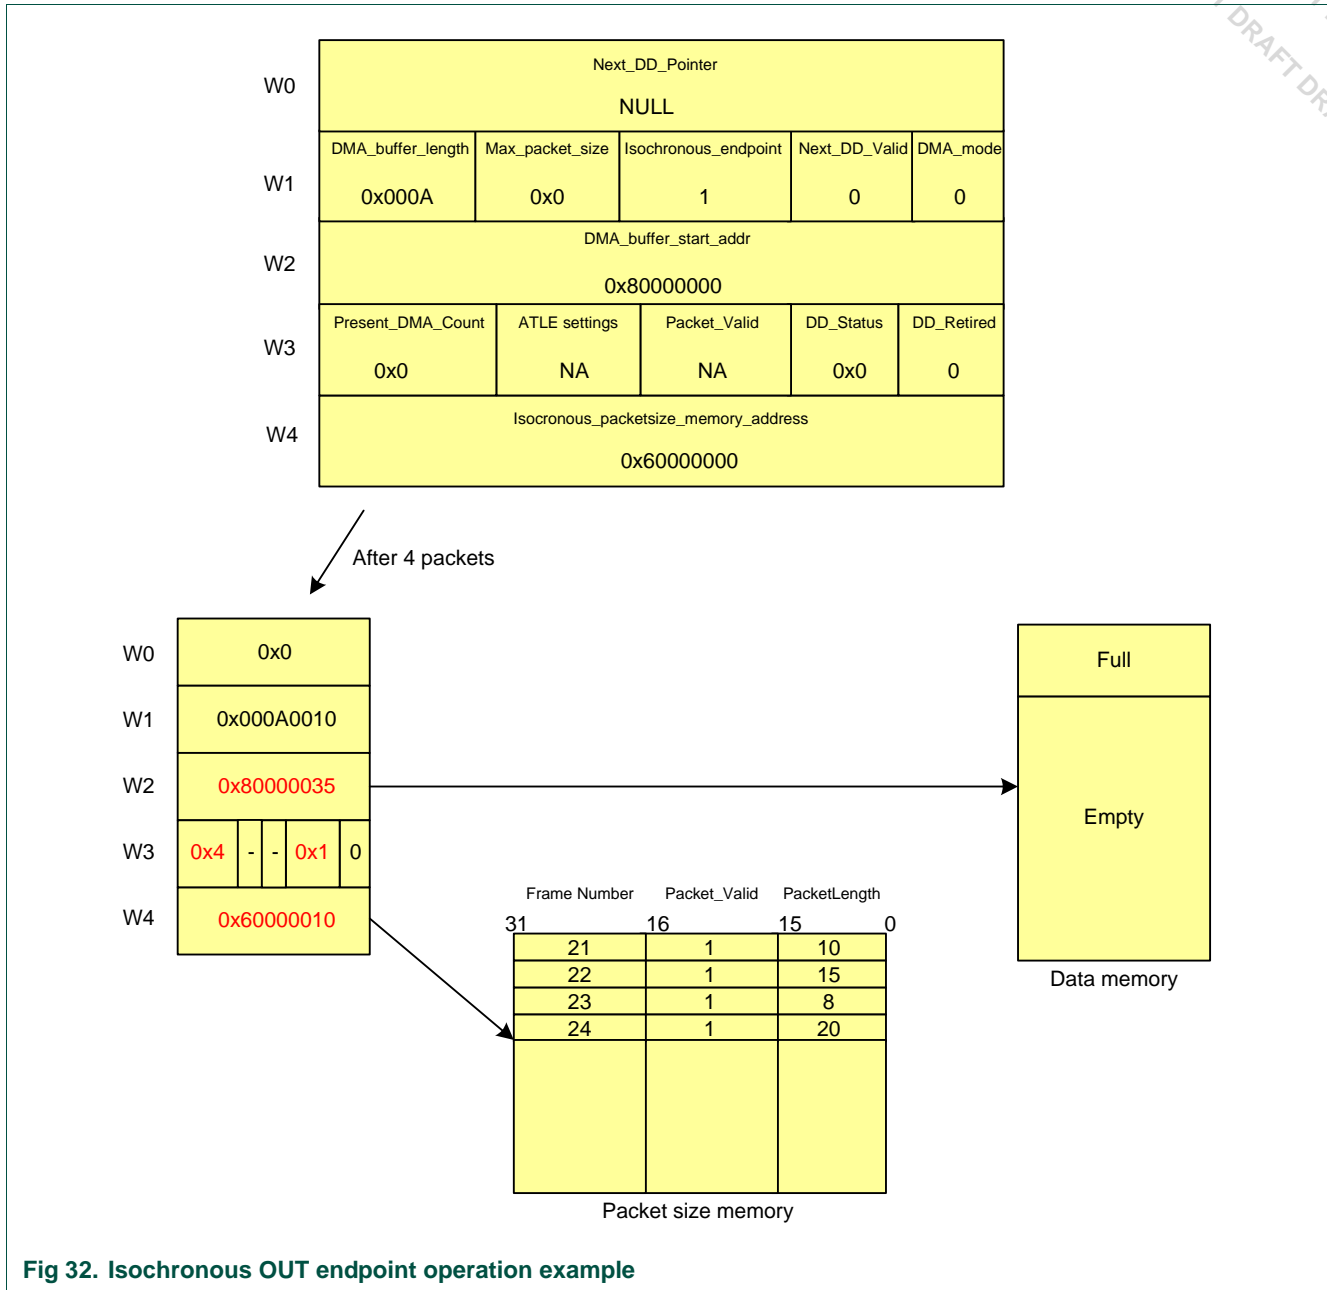 DRAFT DRA
T DRAFT
Next_DD_Pointer
W0
NULL
DMA_buffer_length Max_packet_size Isochronous_endpoint Next_DD_Valid DMA_mode
W1
0x000A 0x0 1 0 0
DMA_buffer_start_addr
W2
0x80000000
Present_DMA_Count ATLE settings Packet_Valid DD_Status DD_Retired
W3
0x0 NA NA 0x0 0
Isocronous_packetsize_memory_address
W4
0x60000000
After 4 packets
W0 0x0
Full
W1 0x000A0010
W2 0x80000035
Empty
W3 0x4 - - 0x1 0
W4 0x60000010
Frame Number Packet_Valid PacketLength
31 16 15 0
21 1 10
22 1 15
23 1 8
24 1 20
Data memory
Packet size memory
Fig 32. Isochronous OUT endpoint operation example